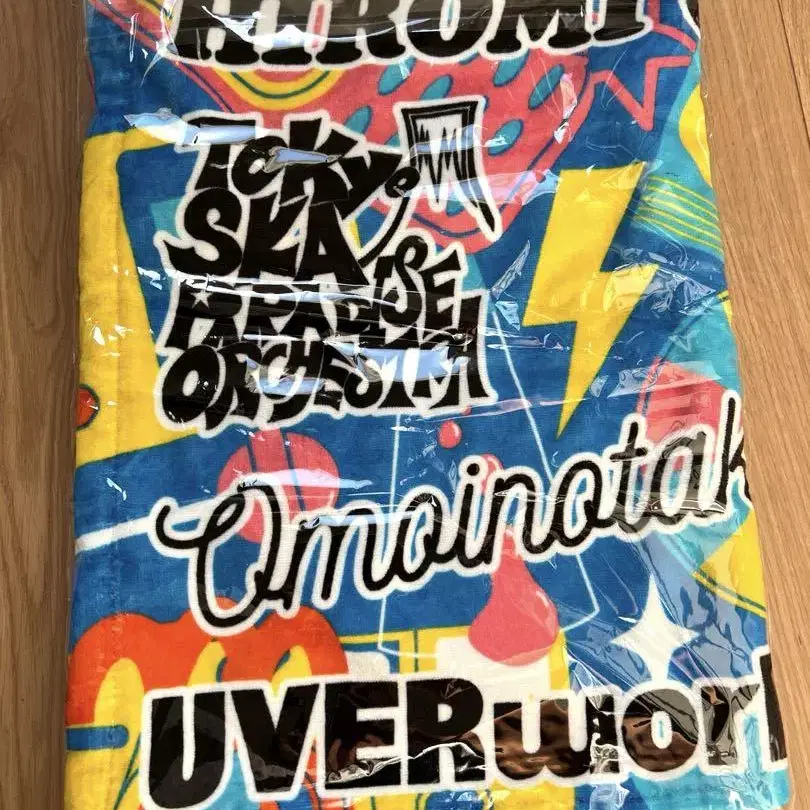 HIROMI
TOKYO
SKA
PARADISE
ORCHESTRA
Omoinotak
UVERworl